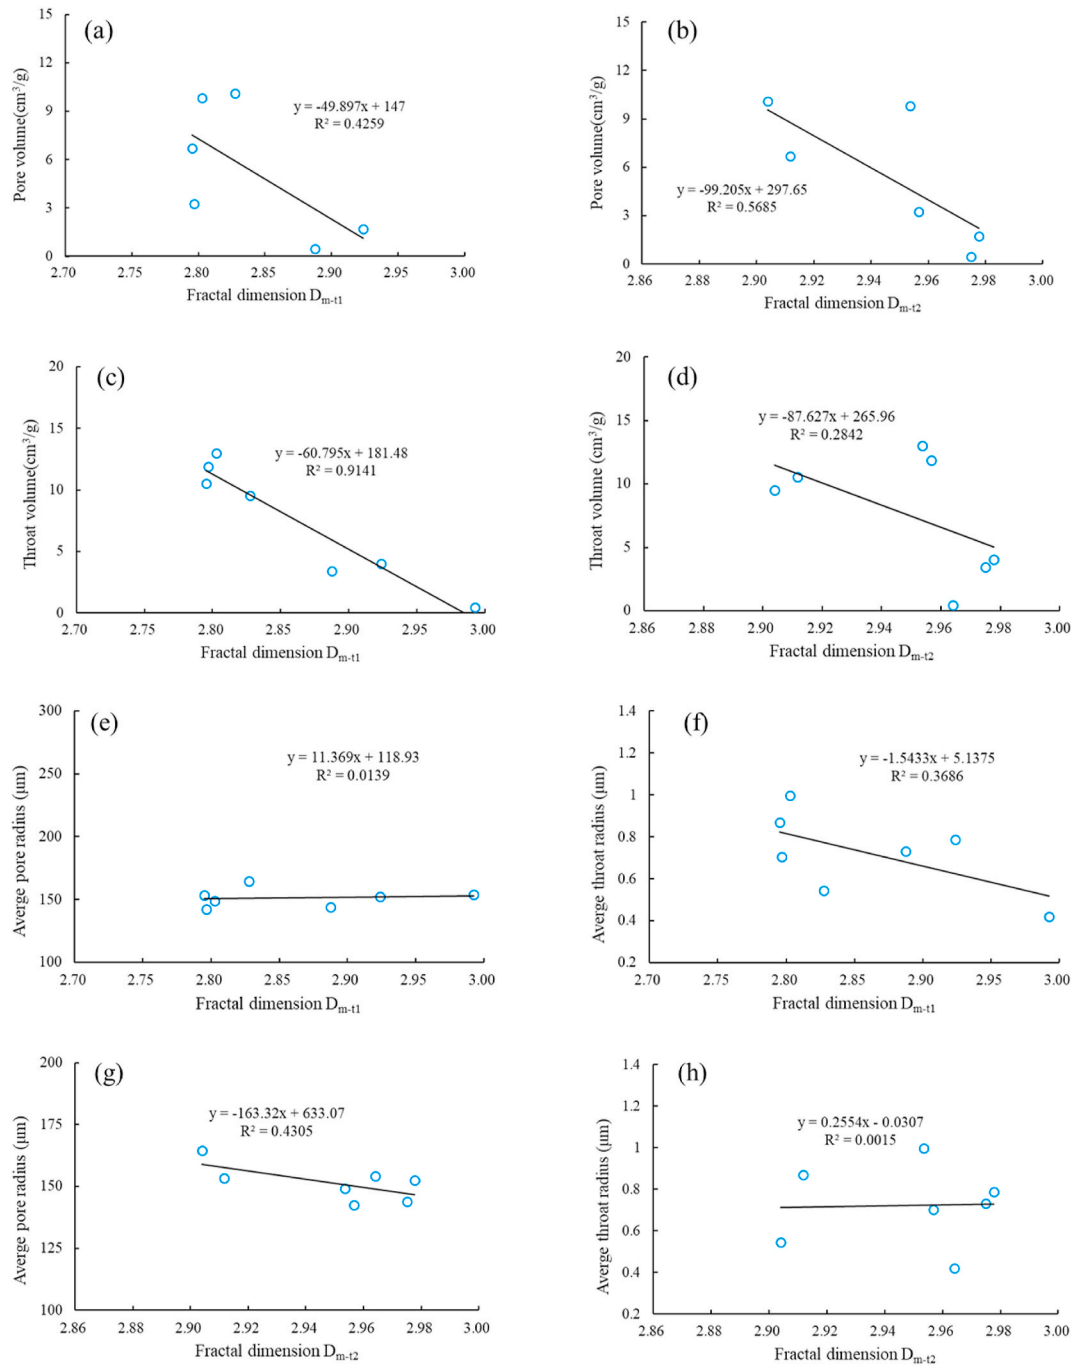 (a)
Pore volume(cm³/g)
15
12
9
6
3
0
y = -49.897x + 147
R² = 0.4259
2.70 2.75 2.80 2.85 2.90 2.95 3.00
Fractal dimension Dm-t1
(b)
Pore volume(cm³/g)
15
12
9
6
3
0
y = -99.205x + 297.65
R² = 0.5685
2.86 2.88 2.90 2.92 2.94 2.96 2.98 3.00
Fractal dimension Dm-t2
(c)
Throat volume(cm³/g)
20
15
10
5
0
y = -60.795x + 181.48
R² = 0.9141
2.70 2.75 2.80 2.85 2.90 2.95 3.00
Fractal dimension Dm-t1
(d)
Throat volume (cm³/g)
20
15
10
5
0
y = -87.627x + 265.96
R² = 0.2842
2.86 2.88 2.90 2.92 2.94 2.96 2.98 3.00
Fractal dimension Dm-t2
(e)
Averge pore radius (μm)
300
250
200
150
100
y = 11.369x + 118.93
R² = 0.0139
2.70 2.75 2.80 2.85 2.90 2.95 3.00
Fractal dimension Dm-t1
(f)
Averge throat radius (μm)
1.4
1.2
1
0.8
0.6
0.4
0.2
y = -1.5433x + 5.1375
R² = 0.3686
2.70 2.75 2.80 2.85 2.90 2.95 3.00
Fractal dimension Dm-t1
(g)
Averge pore radius (μm)
200
175
150
125
100
y = -163.32x + 633.07
R² = 0.4305
2.86 2.88 2.90 2.92 2.94 2.96 2.98 3.00
Fractal dimension Dm-t2
(h)
Averge throat radius (μm)
1.4
1.2
1
0.8
0.6
0.4
0.2
y = 0.2554x - 0.0307
R² = 0.0015
2.86 2.88 2.90 2.92 2.94 2.96 2.98 3.00
Fractal dimension Dm-t2